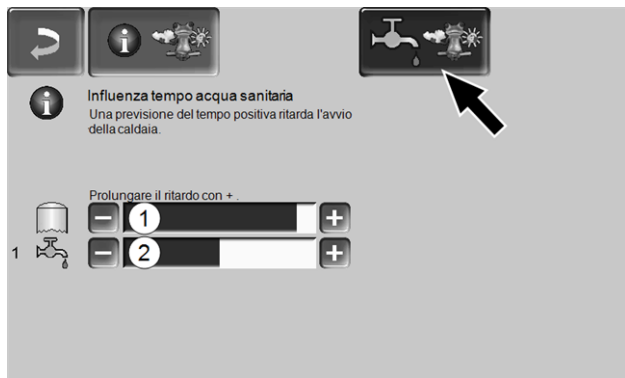 Influenza tempo acqua sanitaria
Una previsione del tempo positiva ritarda l'avvio
della caldaia.
Prolungare il ritardo con + .
1
1 2